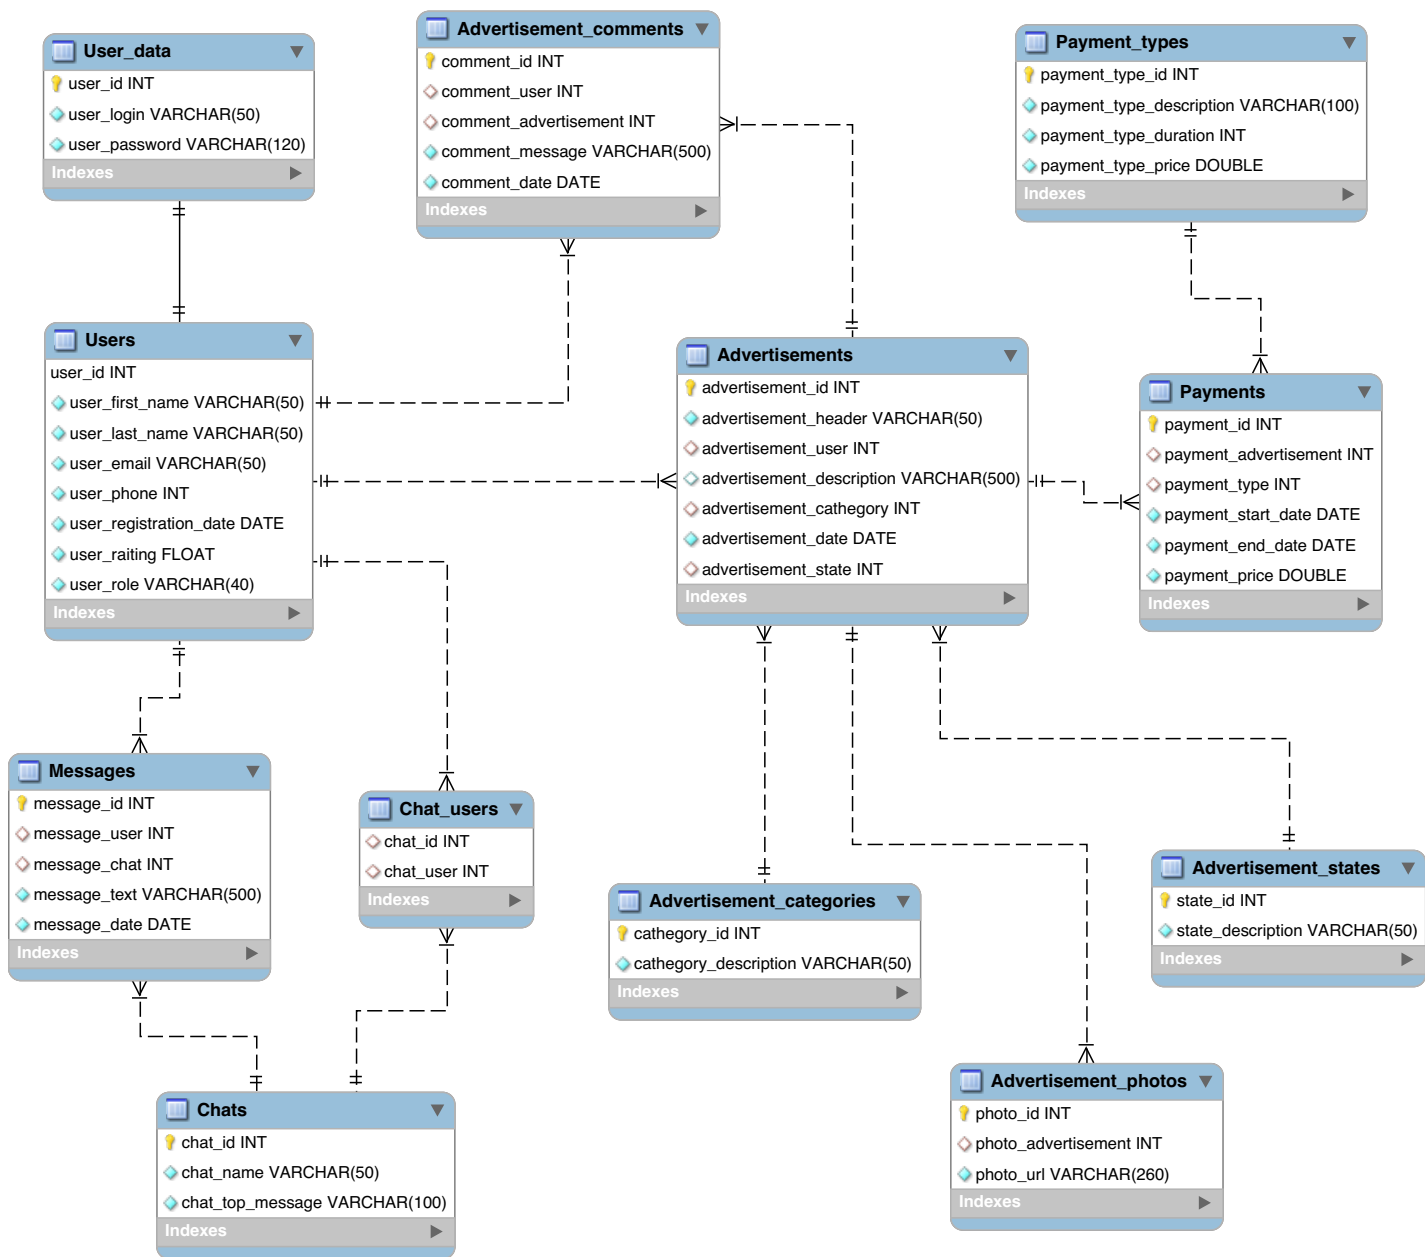 User_data
user_id INT
user_login VARCHAR(50)
user_password VARCHAR(120)
Indexes
Advertisement_comments
comment_id INT
comment_user INT
comment_advertisement INT
comment_message VARCHAR(500)
comment_date DATE
Indexes
Payment_types
payment_type_id INT
payment_type_description VARCHAR(100)
payment_type_duration INT
payment_type_price DOUBLE
Indexes
Users
user_id INT
user_first_name VARCHAR(50)
user_last_name VARCHAR(50)
user_email VARCHAR(50)
user_phone INT
user_registration_date DATE
user_raiting FLOAT
user_role VARCHAR(40)
Indexes
Advertisements
advertisement_id INT
advertisement_header VARCHAR(50)
advertisement_user INT
advertisement_description VARCHAR(500)
advertisement_cathegory INT
advertisement_date DATE
advertisement_state INT
Indexes
Payments
payment_id INT
payment_advertisement INT
payment_type INT
payment_start_date DATE
payment_end_date DATE
payment_price DOUBLE
Indexes
Messages
message_id INT
message_user INT
message_chat INT
message_text VARCHAR(500)
message_date DATE
Indexes
Chat_users
chat_id INT
chat_user INT
Indexes
Advertisement_categories
cathegory_id INT
cathegory_description VARCHAR(50)
Indexes
Advertisement_states
state_id INT
state_description VARCHAR(50)
Indexes
Chats
chat_id INT
chat_name VARCHAR(50)
chat_top_message VARCHAR(100)
Indexes
Advertisement_photos
photo_id INT
photo_advertisement INT
photo_url VARCHAR(260)
Indexes